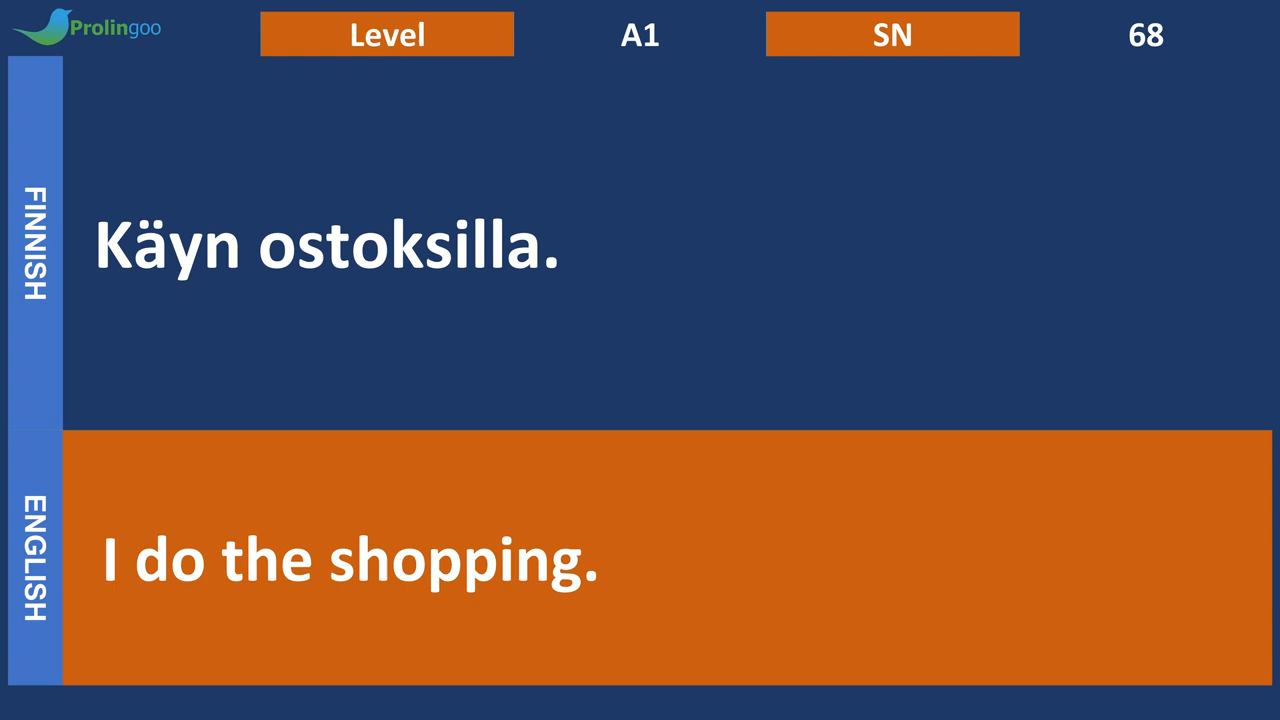 Prolingoo
Level A1 SN 68
FINNISH
Käyn ostoksilla.
ENGLISH
I do the shopping.